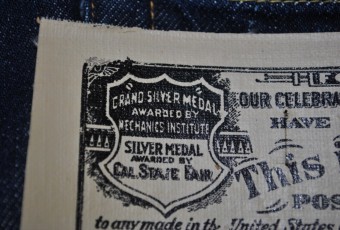 "GRAND SILVER MEDAL"
AWARDED BY
MECHANICS INSTITUTE
SILVER MEDAL
AWARDED BY
CAL. STATE FAIR
OUR CELEBRA
HAVE
This i
POS
to any made in the United States